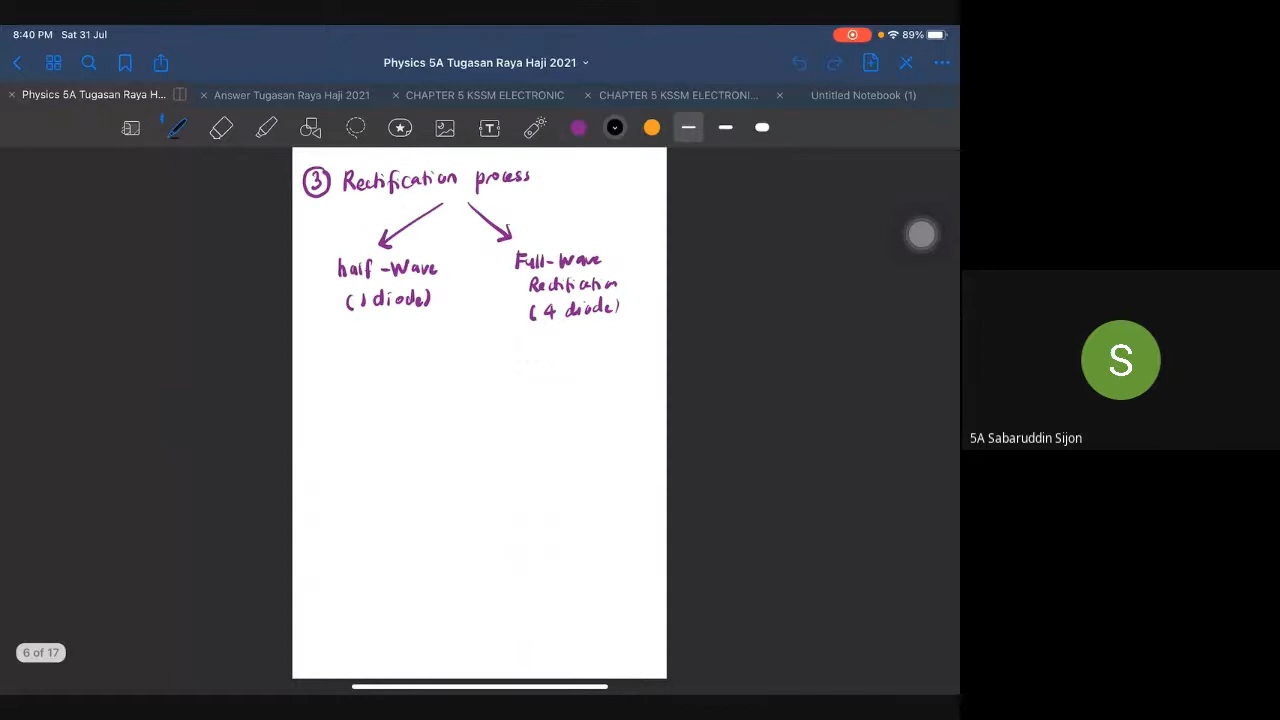 8:40 PM Sat 31 Jul
89%
Physics 5A Tugasan Raya Haji 2021
Physics 5A Tugasan Raya H...
Answer Tugasan Raya Haji 2021
CHAPTER 5 KSSM ELECTRONIC
CHAPTER 5 KSSM ELECTRONI...
Untitled Notebook (1)
T
3 Rectification process
half-Wave
(1 diode)
Full-Wave
Rectification
(4 diode)
6 of 17
S
5A Sabaruddin Sijon